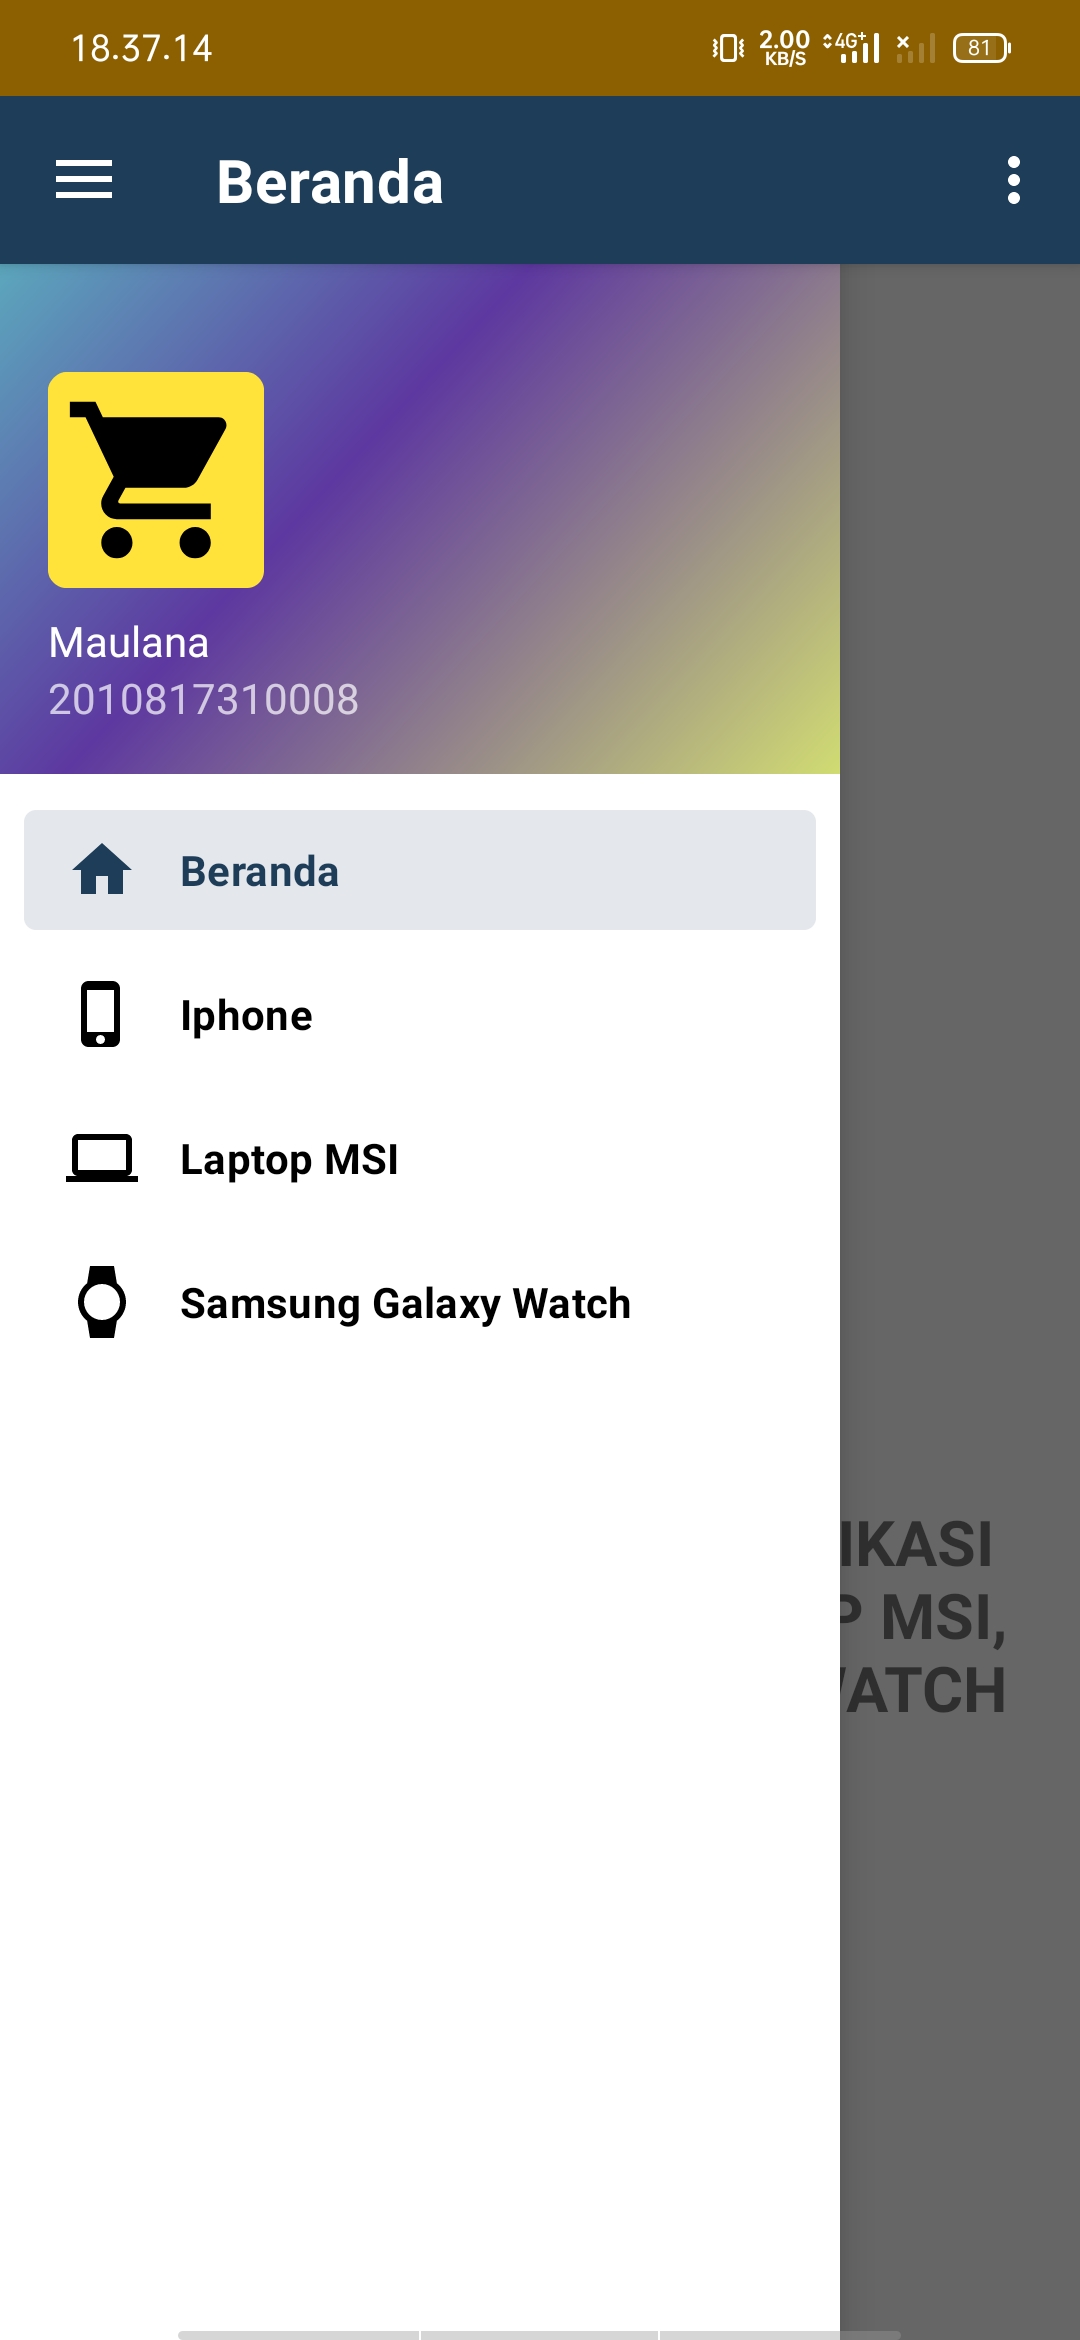 18.37.14
2.00
KB/S
4G+
81
Beranda
Maulana
2010817310008
Beranda
Iphone
Laptop MSI
Samsung Galaxy Watch
IKASI
P MSI,
ATCH